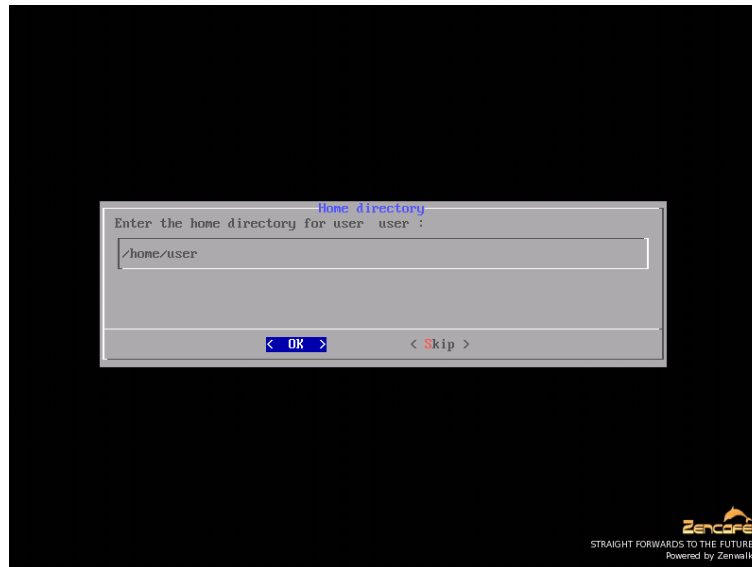 Home directory
Enter the home directory for user  user :
/home/user
<  OK  >
< Skip >
ZENCAFE
STRAIGHT FORWARDS TO THE FUTURE
Powered by Zenwalk